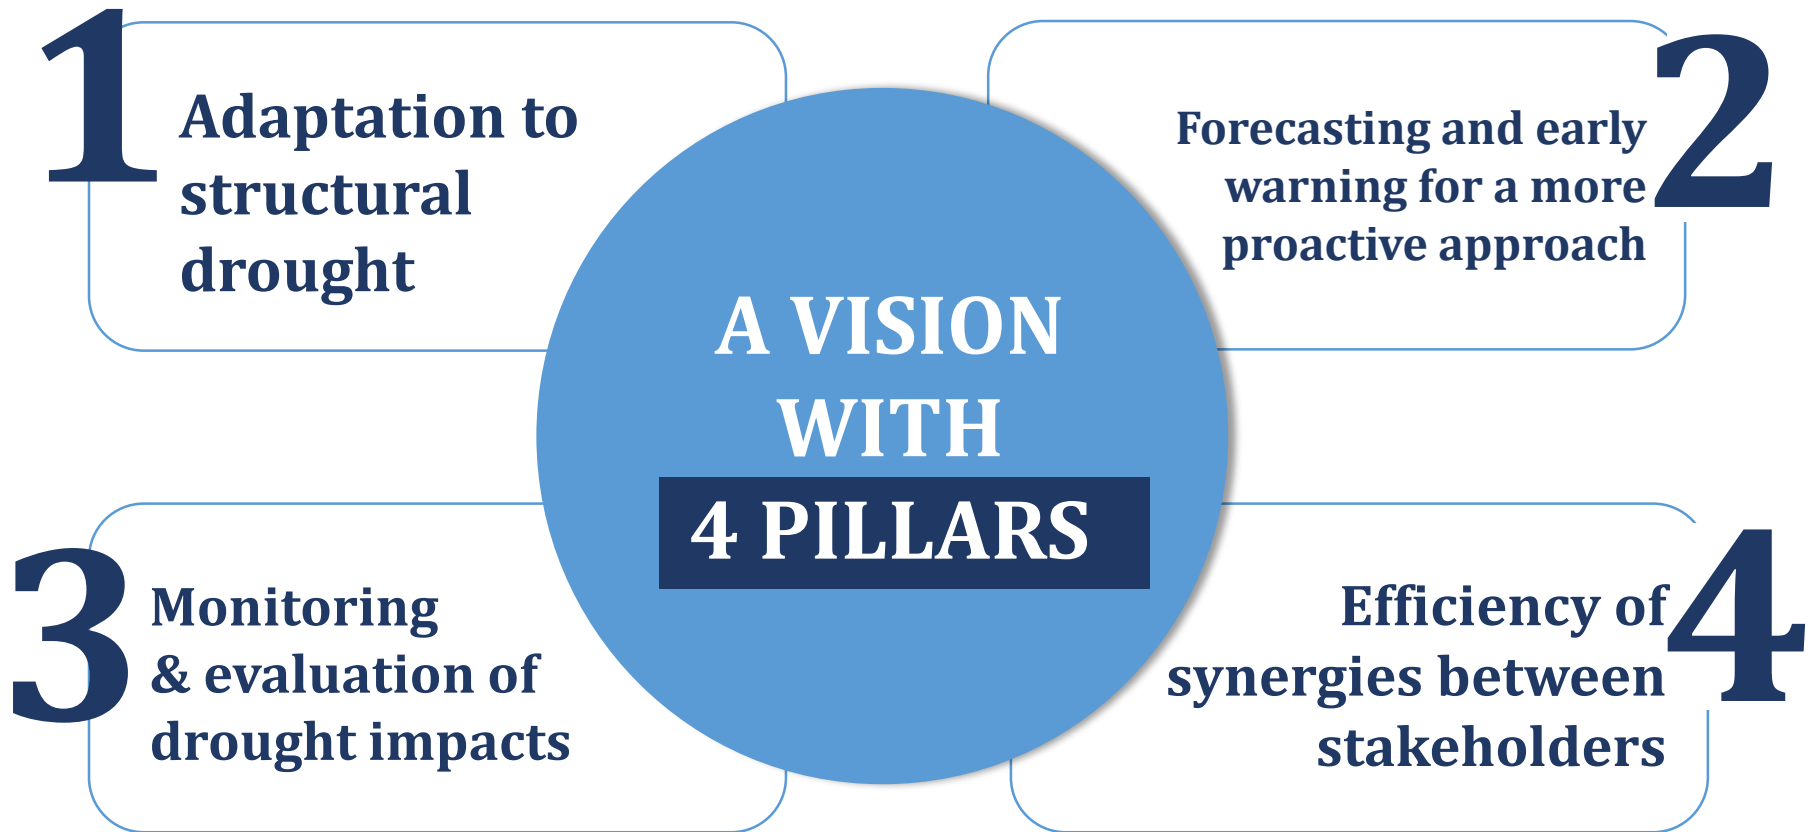 1
Adaptation to
structural
drought
2
Forecasting and early
warning for a more
proactive approach
A VISION
WITH
4 PILLARS
3
Monitoring
& evaluation of
drought impacts
4
Efficiency of
synergies between
stakeholders